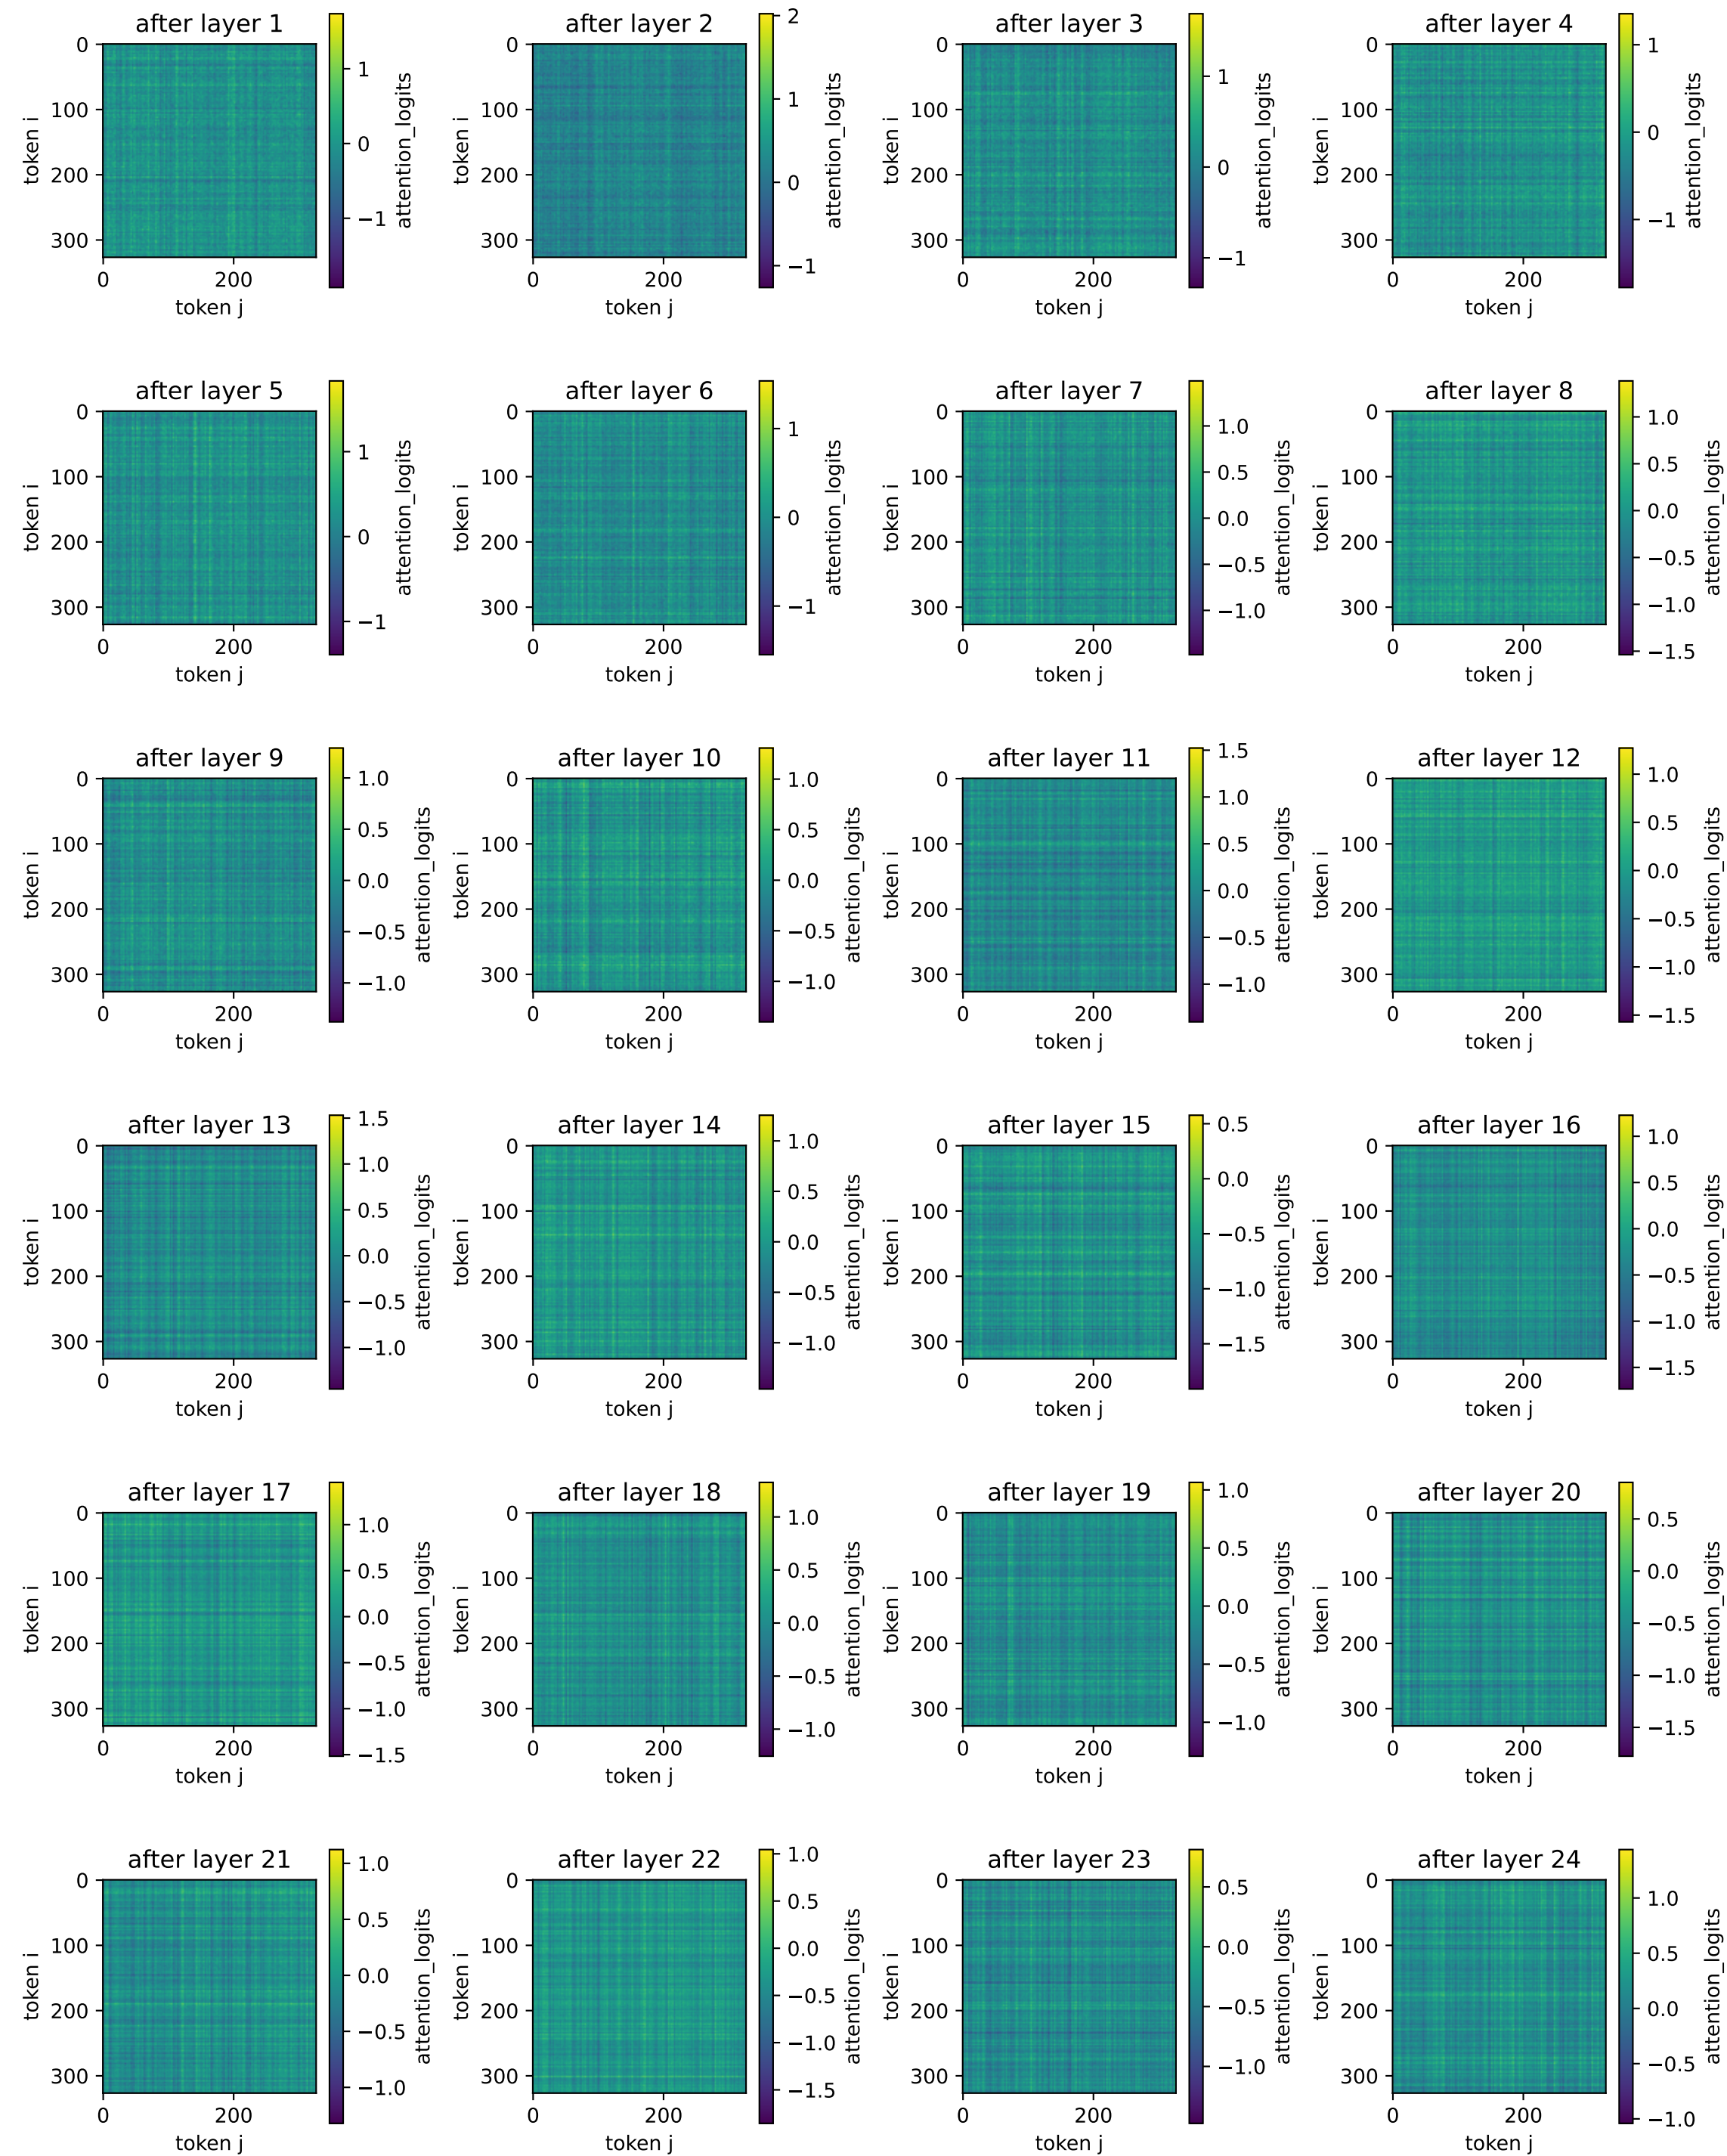 after layer 1
0
100
200
300
token i
0 200
token j
1
0
−1
attention_logits
after layer 2
0
100
200
300
token i
0 200
token j
2
1
0
−1
attention_logits
after layer 3
0
100
200
300
token i
0 200
token j
1
0
−1
attention_logits
after layer 4
0
100
200
300
token i
0 200
token j
1
0
−1
attention_logits
after layer 5
0
100
200
300
token i
0 200
token j
1
0
−1
attention_logits
after layer 6
0
100
200
300
token i
0 200
token j
1
0
−1
attention_logits
after layer 7
0
100
200
300
token i
0 200
token j
1.0
0.5
0.0
−0.5
−1.0
attention_logits
after layer 8
0
100
200
300
token i
0 200
token j
1.0
0.5
0.0
−0.5
−1.0
−1.5
attention_logits
after layer 9
0
100
200
300
token i
0 200
token j
1.0
0.5
0.0
−0.5
−1.0
attention_logits
after layer 10
0
100
200
300
token i
0 200
token j
1.0
0.5
0.0
−0.5
−1.0
attention_logits
after layer 11
0
100
200
300
token i
0 200
token j
1.5
1.0
0.5
0.0
−0.5
−1.0
attention_logits
after layer 12
0
100
200
300
token i
0 200
token j
1.0
0.5
0.0
−0.5
−1.0
−1.5
attention_logits
after layer 13
0
100
200
300
token i
0 200
token j
1.5
1.0
0.5
0.0
−0.5
−1.0
attention_logits
after layer 14
0
100
200
300
token i
0 200
token j
1.0
0.5
0.0
−0.5
−1.0
attention_logits
after layer 15
0
100
200
300
token i
0 200
token j
0.5
0.0
−0.5
−1.0
−1.5
attention_logits
after layer 16
0
100
200
300
token i
0 200
token j
1.0
0.5
0.0
−0.5
−1.0
−1.5
attention_logits
after layer 17
0
100
200
300
token i
0 200
token j
1.0
0.5
0.0
−0.5
−1.0
−1.5
attention_logits
after layer 18
0
100
200
300
token i
0 200
token j
1.0
0.5
0.0
−0.5
−1.0
attention_logits
after layer 19
0
100
200
300
token i
0 200
token j
1.0
0.5
0.0
−0.5
−1.0
attention_logits
after layer 20
0
100
200
300
token i
0 200
token j
0.5
0.0
−0.5
−1.0
−1.5
attention_logits
after layer 21
0
100
200
300
token i
0 200
token j
1.0
0.5
0.0
−0.5
−1.0
attention_logits
after layer 22
0
100
200
300
token i
0 200
token j
1.0
0.5
0.0
−0.5
−1.0
−1.5
attention_logits
after layer 23
0
100
200
300
token i
0 200
token j
0.5
0.0
−0.5
−1.0
attention_logits
after layer 24
0
100
200
300
token i
0 200
token j
1.0
0.5
0.0
−0.5
−1.0
attention_logits